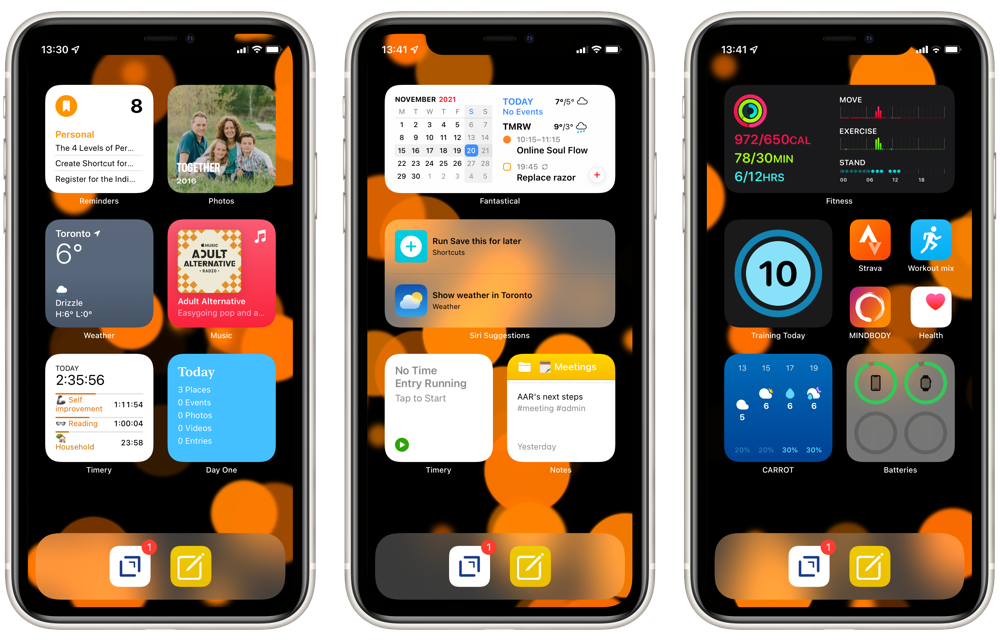 13:30
8
Personal
The 4 Levels of Per...
Create Shortcut for...
Register for the Indi...
Reminders
TOGETHER
2016
Photos
Toronto
6°
Drizzle
H:6° L:0°
Weather
MUSIC
ADULT
ALTERNATIVE
RADIO
Adult Alternative
Easygoing pop and a...
Music
TODAY
2:35:56
Self improvement 1:11:54
Reading 1:00:04
Household 23:58
Timery
Today
3 Places
0 Events
0 Photos
0 Videos
0 Entries
Day One
1
13:41
NOVEMBER 2021
M T W T F S S
1 2 3 4 5 6 7
8 9 10 11 12 13 14
15 16 17 18 19 20 21
22 23 24 25 26 27 28
29 30 1 2 3 4 5
TODAY 7°/5°
No Events
TMRW 9°/3°
10:15–11:15
Online Soul Flow
19:45
Replace razor
+
Fantastical
Run Save this for later
Shortcuts
Show weather in Toronto
Weather
Siri Suggestions
No Time
Entry Running
Tap to Start
Timery
Meetings
AAR's next steps
#meeting #admin
Yesterday
Notes
1
13:41
972/650CAL
78/30MIN
6/12HRS
MOVE
EXERCISE
STAND
00 06 12 18
Fitness
10
Training Today
Strava
Workout mix
MINDBODY
Health
13 15 17 19
5 6 6 6
20% 20% 30% 30%
CARROT
Batteries
1